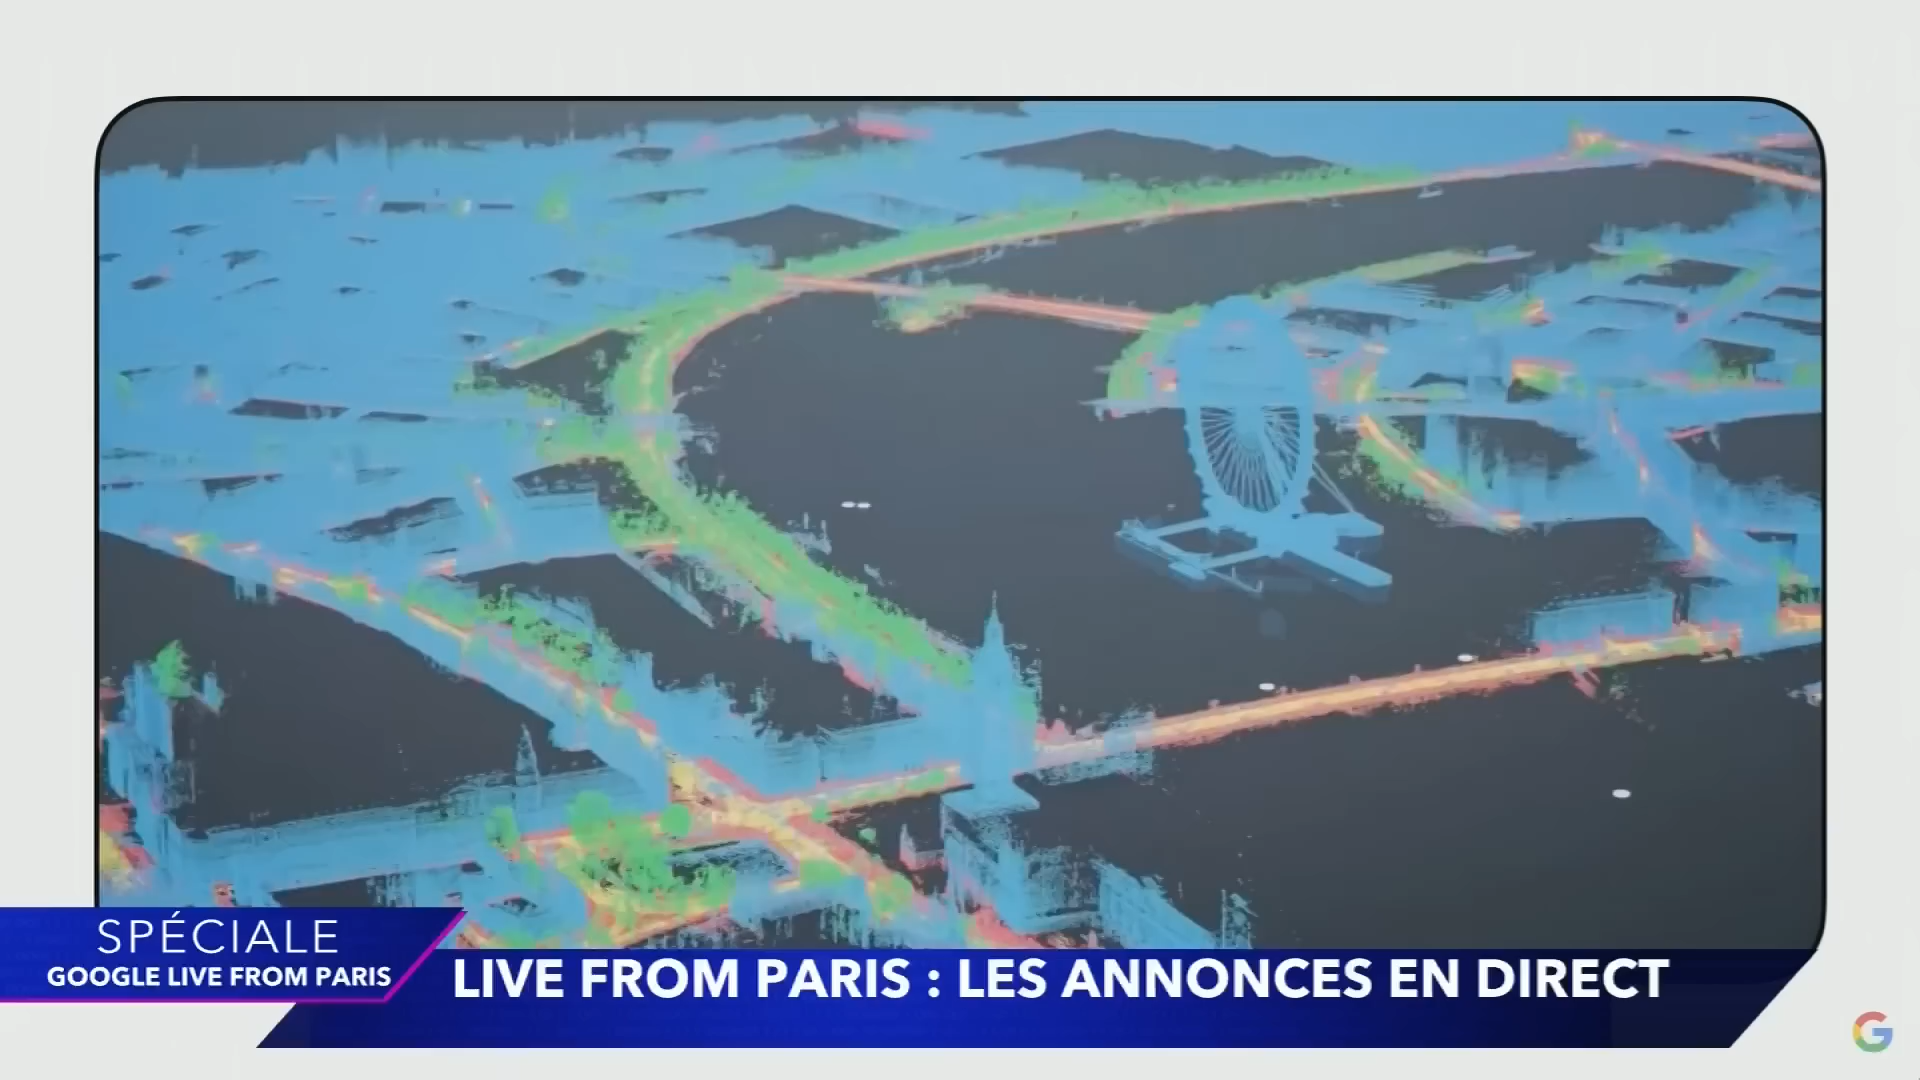 SPÉCIALE
GOOGLE LIVE FROM PARIS
LIVE FROM PARIS : LES ANNONCES EN DIRECT
G